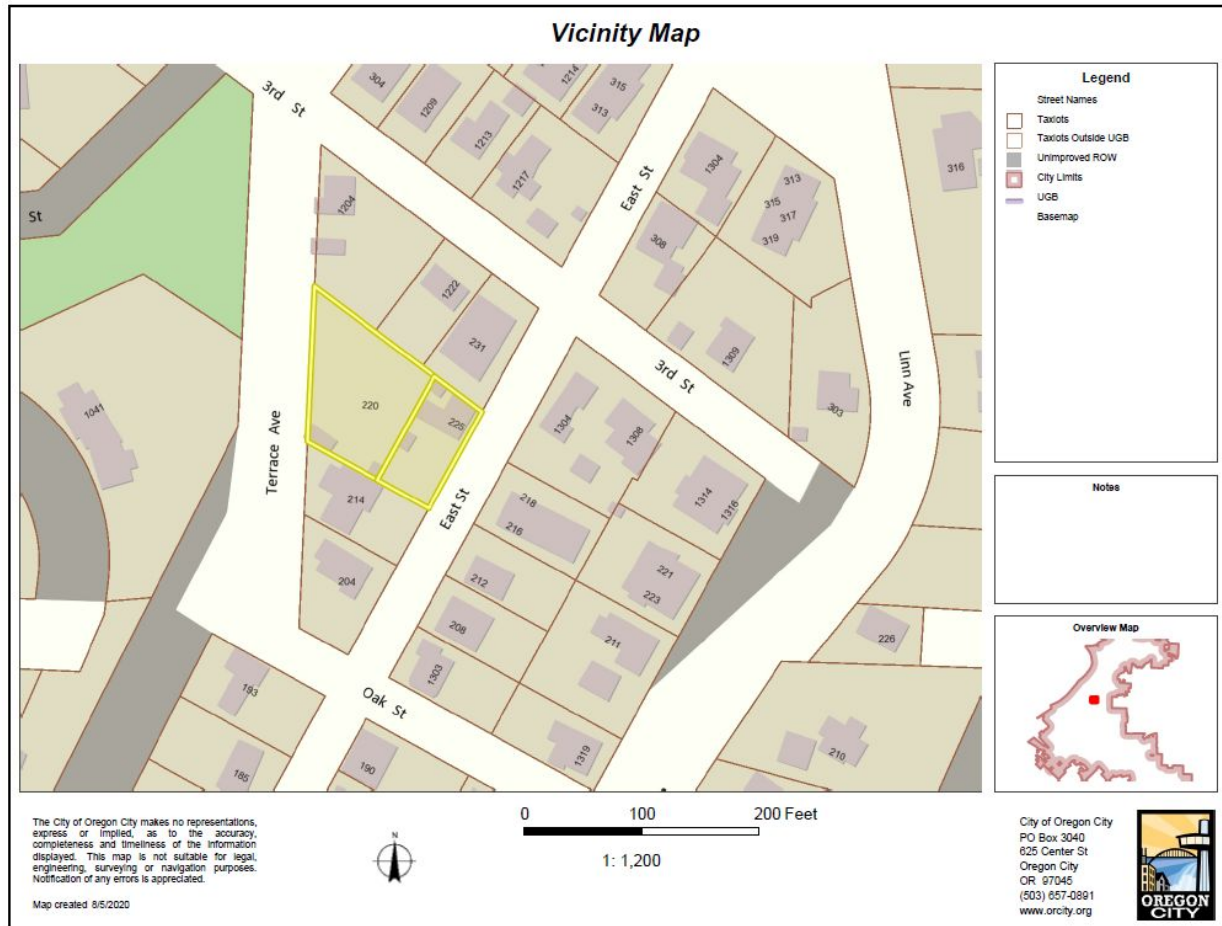 Vicinity Map
3rd St
304
1209
1213
1217
1214
315
313
East St
1304
313
315
317
319
316
St
1204
308
1222
231
1309
3rd St
303
Linn Ave
1041
Terrace Ave
220
225
214
204
East St
1304
1308
218
216
1314
1316
212
221
223
208
211
1303
226
193
185
Oak St
190
1319
210
Legend
Street Names
Taxlots
Taxlots Outside UGB
Unimproved ROW
City Limits
UGB
Basemap
Notes
Overview Map
The City of Oregon City makes no representations,
express or implied, as to the accuracy,
completeness and timeliness of the information
displayed. This map is not suitable for legal,
engineering, surveying or navigation purposes.
Notification of any errors is appreciated.
Map created 8/5/2020
N
0 100 200 Feet
1: 1,200
City of Oregon City
PO Box 3040
625 Center St
Oregon City
OR 97045
(503) 657-0891
www.orcity.org
OREGON
CITY